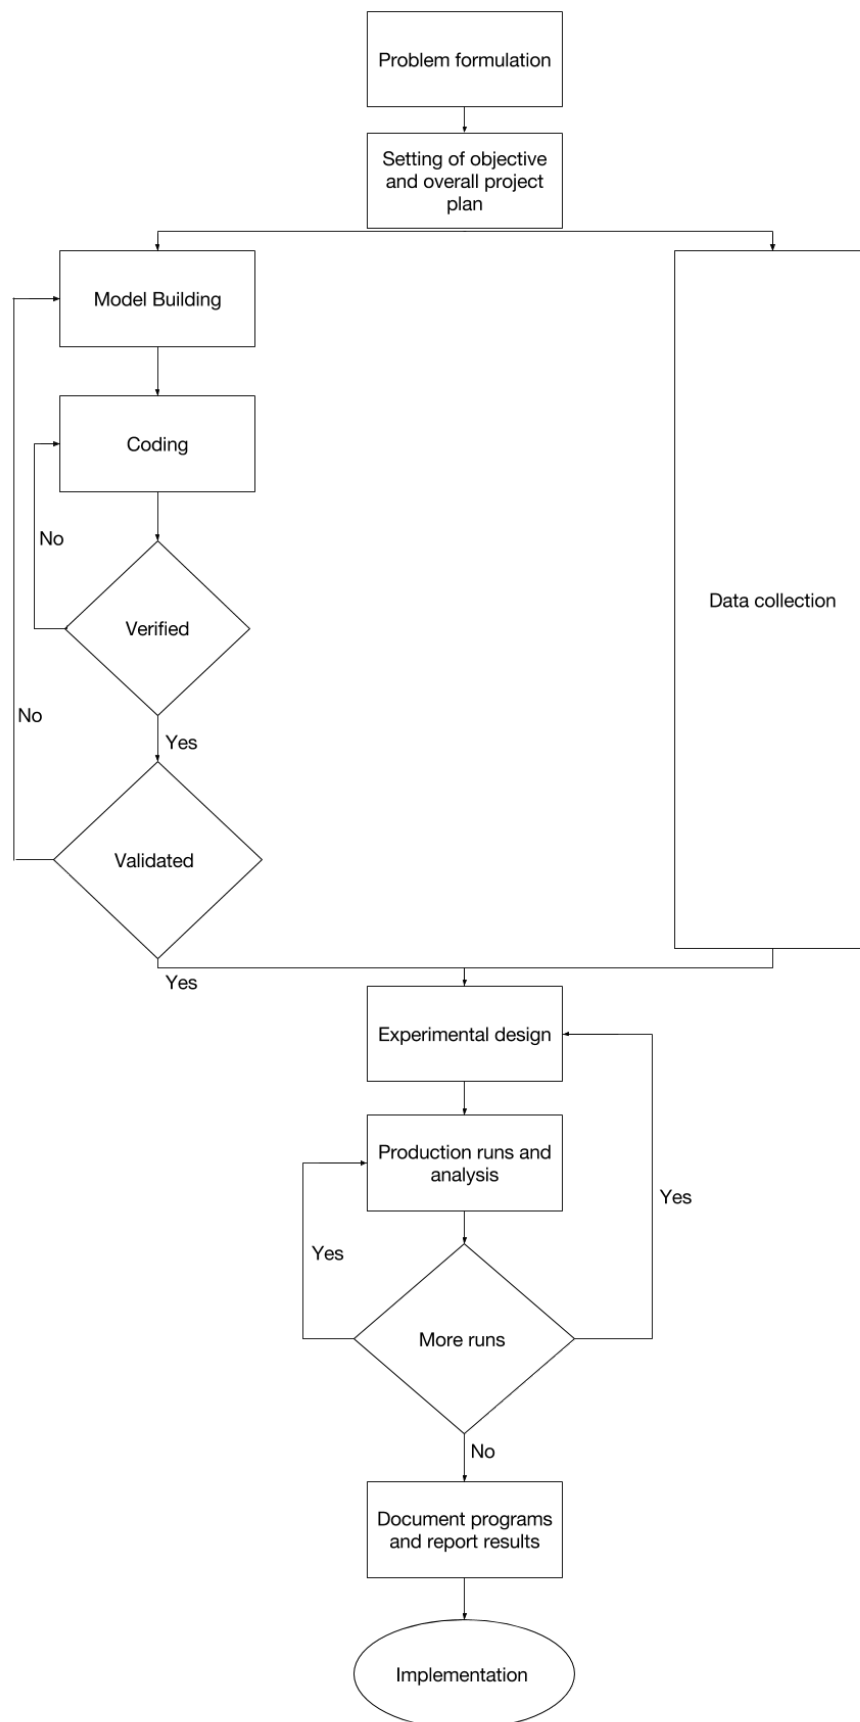 Problem formulation
Setting of objective
and overall project
plan
Model Building
Coding
No
Verified
Data collection
No
Yes
Validated
Yes
Experimental design
Production runs and
analysis
Yes
Yes
More runs
No
Document programs
and report results
Implementation